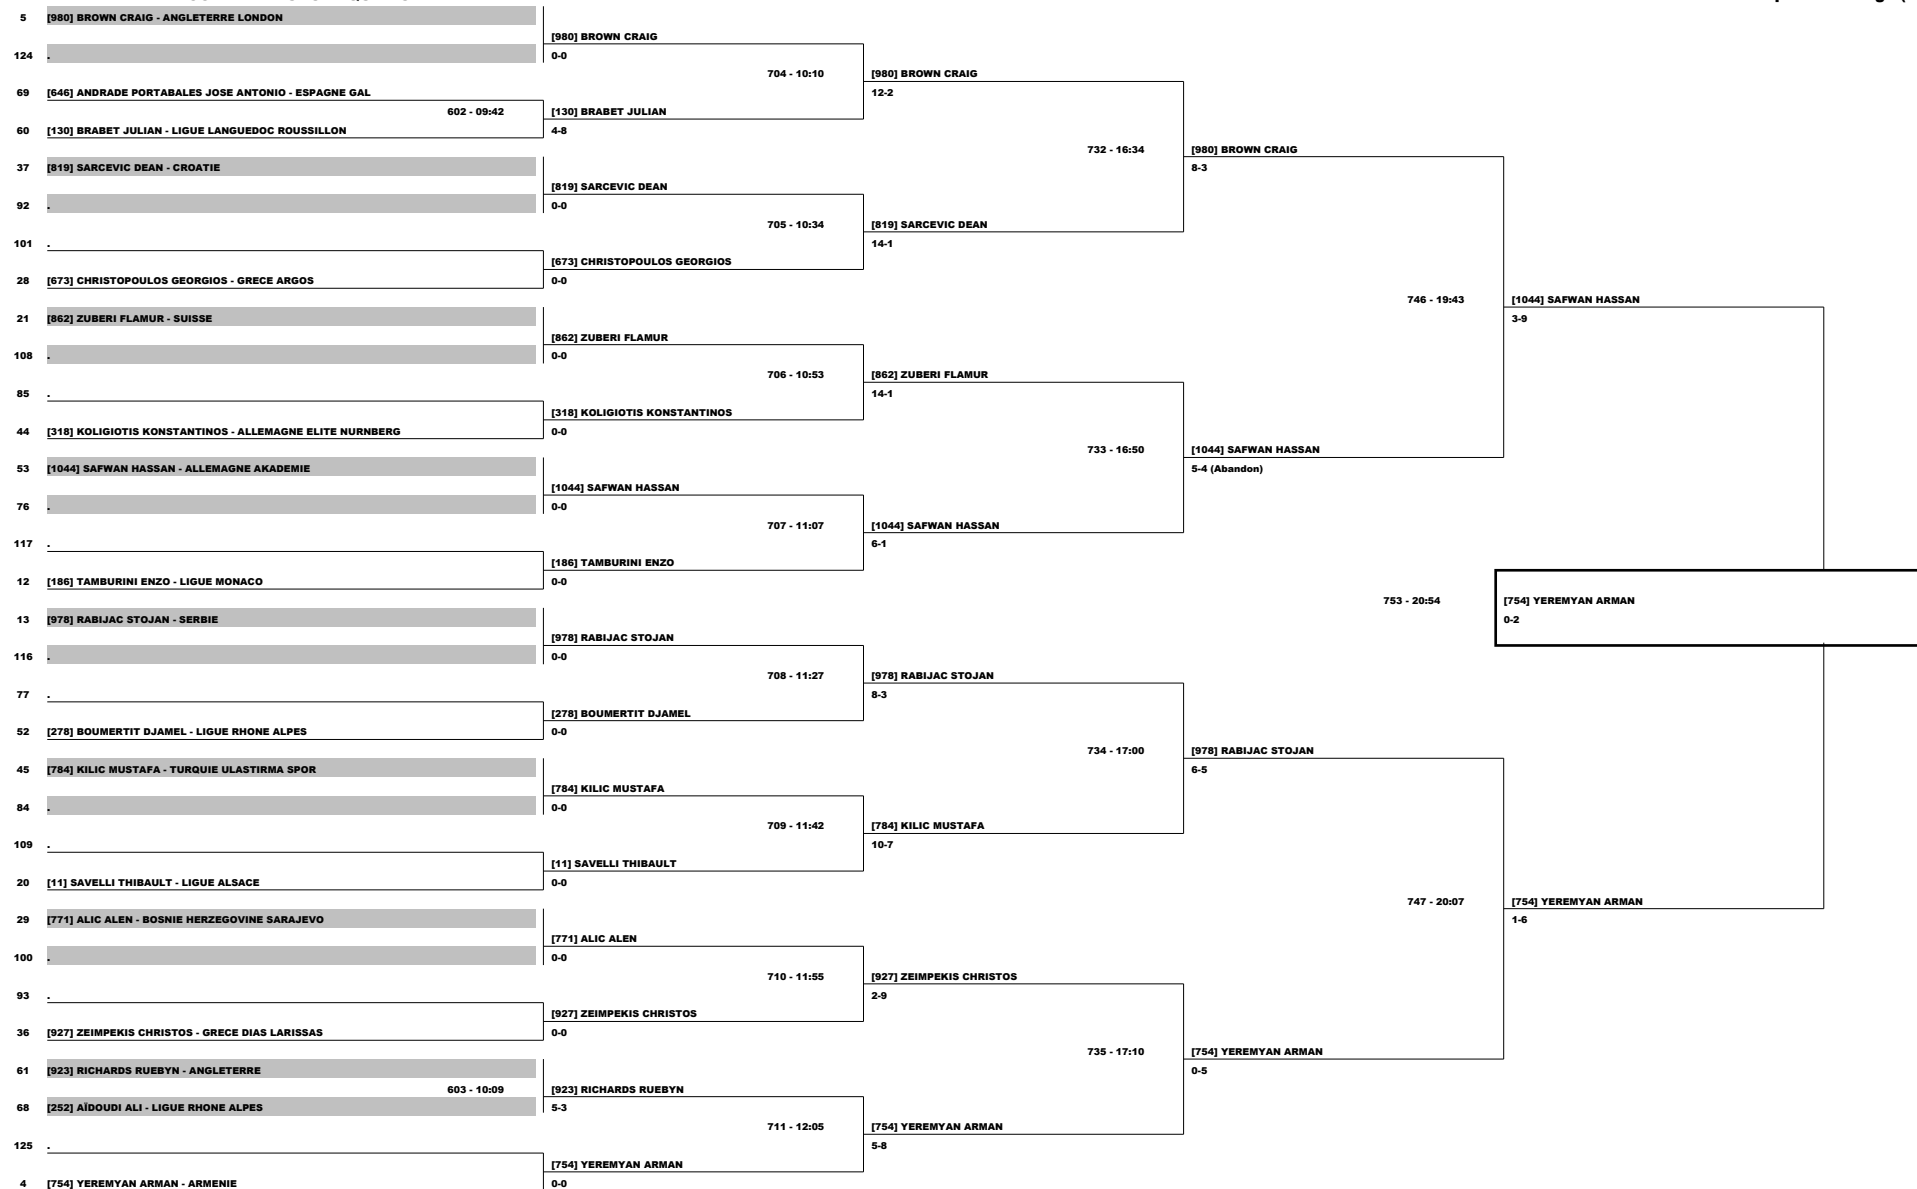 5 [980] BROWN CRAIG - ANGLETERRE LONDON
[980] BROWN CRAIG
124 . 0-0
704 - 10:10 [980] BROWN CRAIG
69 [646] ANDRADE PORTABALES JOSE ANTONIO - ESPAGNE GAL 12-2
602 - 09:42 [130] BRABET JULIAN
60 [130] BRABET JULIAN - LIGUE LANGUEDOC ROUSSILLON 4-8
732 - 16:34 [980] BROWN CRAIG
37 [819] SARCEVIC DEAN - CROATIE 8-3
[819] SARCEVIC DEAN
92 . 0-0
705 - 10:34 [819] SARCEVIC DEAN
101 . 14-1
[673] CHRISTOPOULOS GEORGIOS
28 [673] CHRISTOPOULOS GEORGIOS - GRECE ARGOS 0-0
746 - 19:43 [1044] SAFWAN HASSAN
21 [862] ZUBERI FLAMUR - SUISSE 3-9
[862] ZUBERI FLAMUR
108 . 0-0
706 - 10:53 [862] ZUBERI FLAMUR
85 . 14-1
[318] KOLIGIOTIS KONSTANTINOS
44 [318] KOLIGIOTIS KONSTANTINOS - ALLEMAGNE ELITE NURNBERG 0-0
733 - 16:50 [1044] SAFWAN HASSAN
53 [1044] SAFWAN HASSAN - ALLEMAGNE AKADEMIE 5-4 (Abandon)
[1044] SAFWAN HASSAN
76 . 0-0
707 - 11:07 [1044] SAFWAN HASSAN
117 . 6-1
[186] TAMBURINI ENZO
12 [186] TAMBURINI ENZO - LIGUE MONACO 0-0
753 - 20:54 [754] YEREMYAN ARMAN
13 [978] RABIJAC STOJAN - SERBIE 0-2
[978] RABIJAC STOJAN
116 . 0-0
708 - 11:27 [978] RABIJAC STOJAN
77 . 8-3
[278] BOUMERTIT DJAMEL
52 [278] BOUMERTIT DJAMEL - LIGUE RHONE ALPES 0-0
734 - 17:00 [978] RABIJAC STOJAN
45 [784] KILIC MUSTAFA - TURQUIE ULASTIRMA SPOR 6-5
[784] KILIC MUSTAFA
84 . 0-0
709 - 11:42 [784] KILIC MUSTAFA
109 . 10-7
[11] SAVELLI THIBAULT
20 [11] SAVELLI THIBAULT - LIGUE ALSACE 0-0
747 - 20:07 [754] YEREMYAN ARMAN
29 [771] ALIC ALEN - BOSNIE HERZEGOVINE SARAJEVO 1-6
[771] ALIC ALEN
100 . 0-0
710 - 11:55 [927] ZEIMPEKIS CHRISTOS
93 . 2-9
[927] ZEIMPEKIS CHRISTOS
36 [927] ZEIMPEKIS CHRISTOS - GRECE DIAS LARISSAS 0-0
735 - 17:10 [754] YEREMYAN ARMAN
61 [923] RICHARDS RUEBYN - ANGLETERRE 0-5
603 - 10:09 [923] RICHARDS RUEBYN
68 [252] AÏDOUDI ALI - LIGUE RHONE ALPES 5-3
711 - 12:05 [754] YEREMYAN ARMAN
125 . 5-8
[754] YEREMYAN ARMAN
4 [754] YEREMYAN ARMAN - ARMENIE 0-0